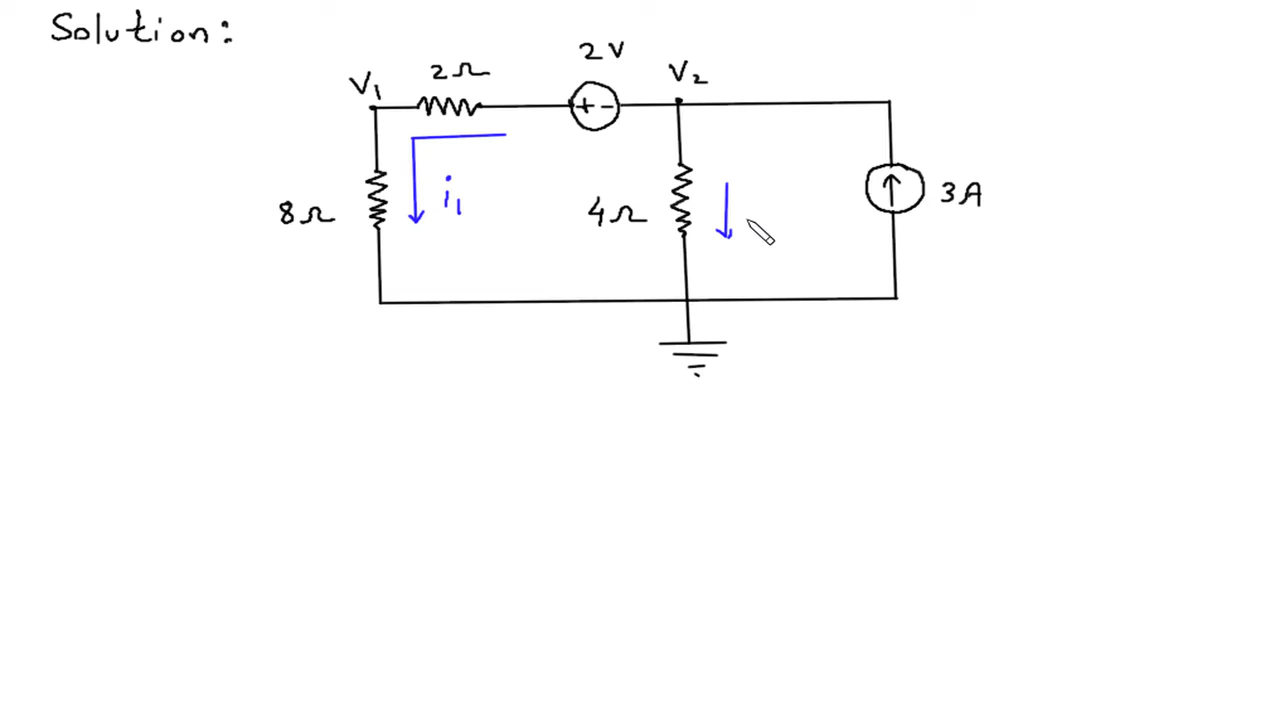 Solution:
2V
V₁ 2Ω V₂
+ -
i₁
8Ω 4Ω 3A